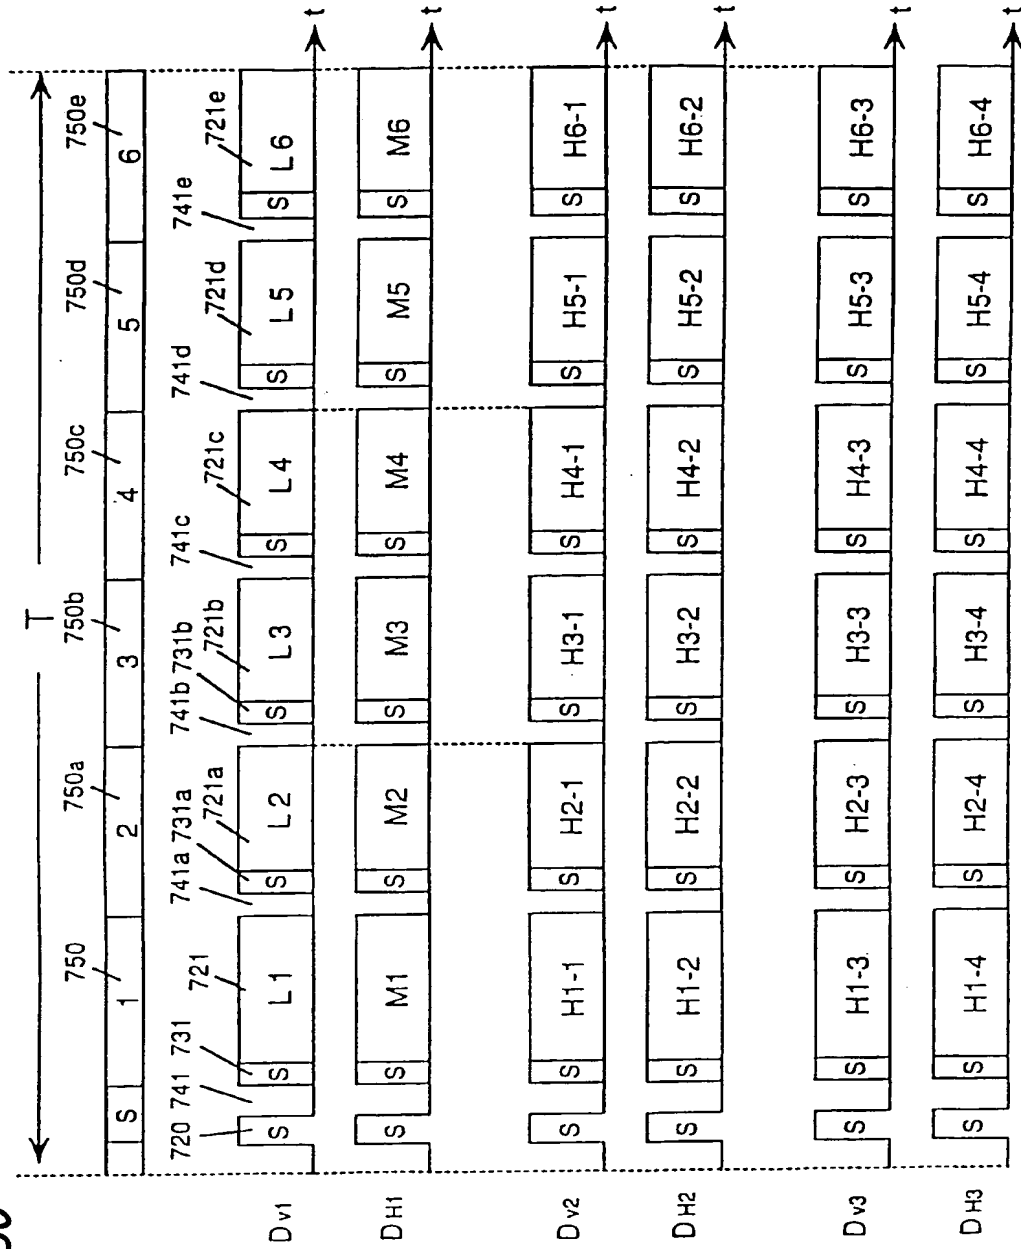 T
750 750a 750b 750c 750d 750e
S 1 2 3 4 5 6
720 741 731 721 741a 731a 721a 741b 731b 721b 741c 721c 741d 721d 741e 721e
Dv1 S S L1 S L2 S L3 S L4 S L5 S L6 t
DH1 S S M1 S M2 S M3 S M4 S M5 S M6 t
Dv2 S S H1-1 S H2-1 S H3-1 S H4-1 S H5-1 S H6-1 t
DH2 S S H1-2 S H2-2 S H3-2 S H4-2 S H5-2 S H6-2 t
Dv3 S S H1-3 S H2-3 S H3-3 S H4-3 S H5-3 S H6-3 t
DH3 S S H1-4 S H2-4 S H3-4 S H4-4 S H5-4 S H6-4 t